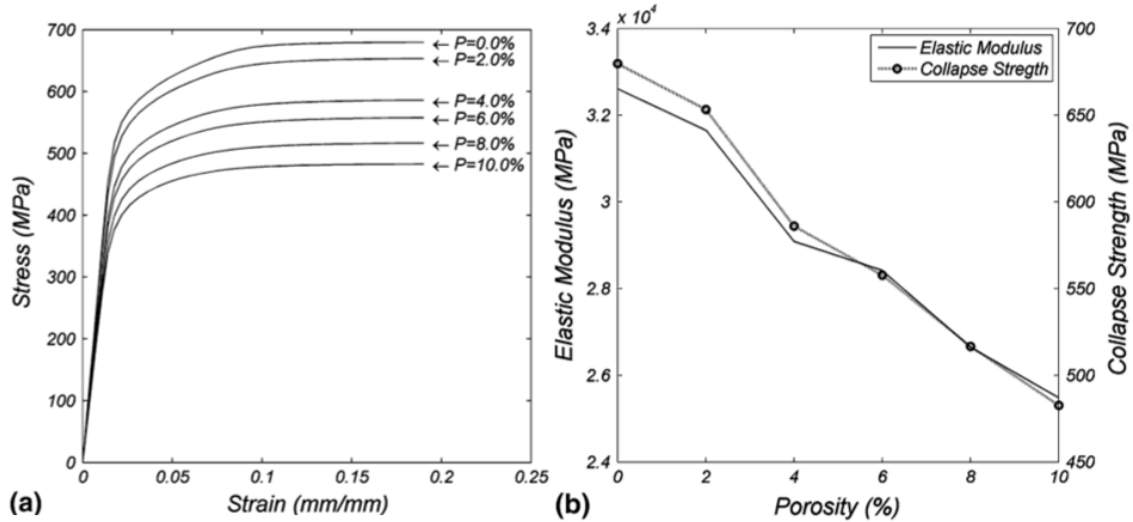 Stress (MPa)
700
600
500
400
300
200
100
0
← P=0.0%
← P=2.0%
← P=4.0%
← P=6.0%
← P=8.0%
← P=10.0%
0
0.05
0.1
0.15
0.2
0.25
(a)
Strain (mm/mm)
x 10⁴
Elastic Modulus (MPa)
3.4
3.2
3
2.8
2.6
2.4
Elastic Modulus
Collapse Stregth
700
650
600
550
500
450
Collapse Strength (MPa)
0
2
4
6
8
10
(b)
Porosity (%)